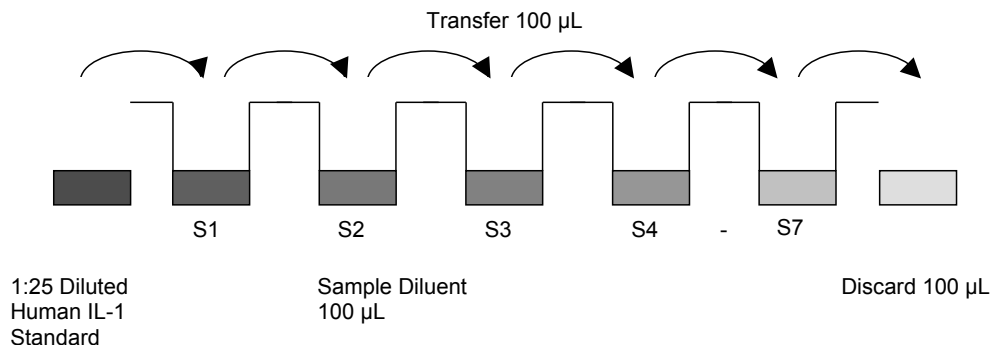 Transfer 100 µL
S1 S2 S3 S4 - S7
1:25 Diluted
Human IL-1
Standard
Sample Diluent
100 µL
Discard 100 µL